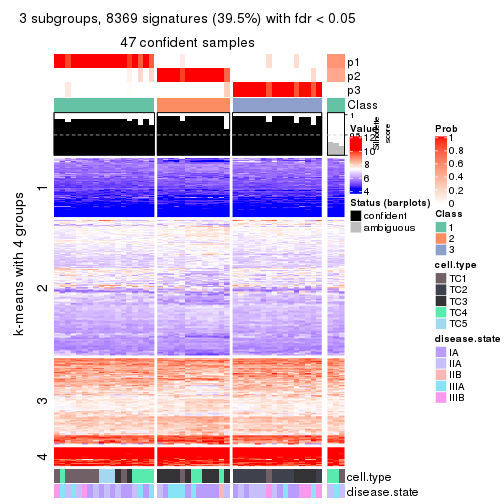 3 subgroups, 8369 signatures (39.5%) with fdr < 0.05
47 confident samples
p1
p2
p3
Class
1
Silhouette
score
k-means with 4 groups
1
2
3
4
cell.type
disease.state
Value
12
10
8
6
4
Status (barplots)
confident
ambiguous
Prob
1
0.8
0.6
0.4
0.2
0
Class
1
2
3
cell.type
TC1
TC2
TC3
TC4
TC5
disease.state
IA
IIA
IIB
IIIA
IIIB